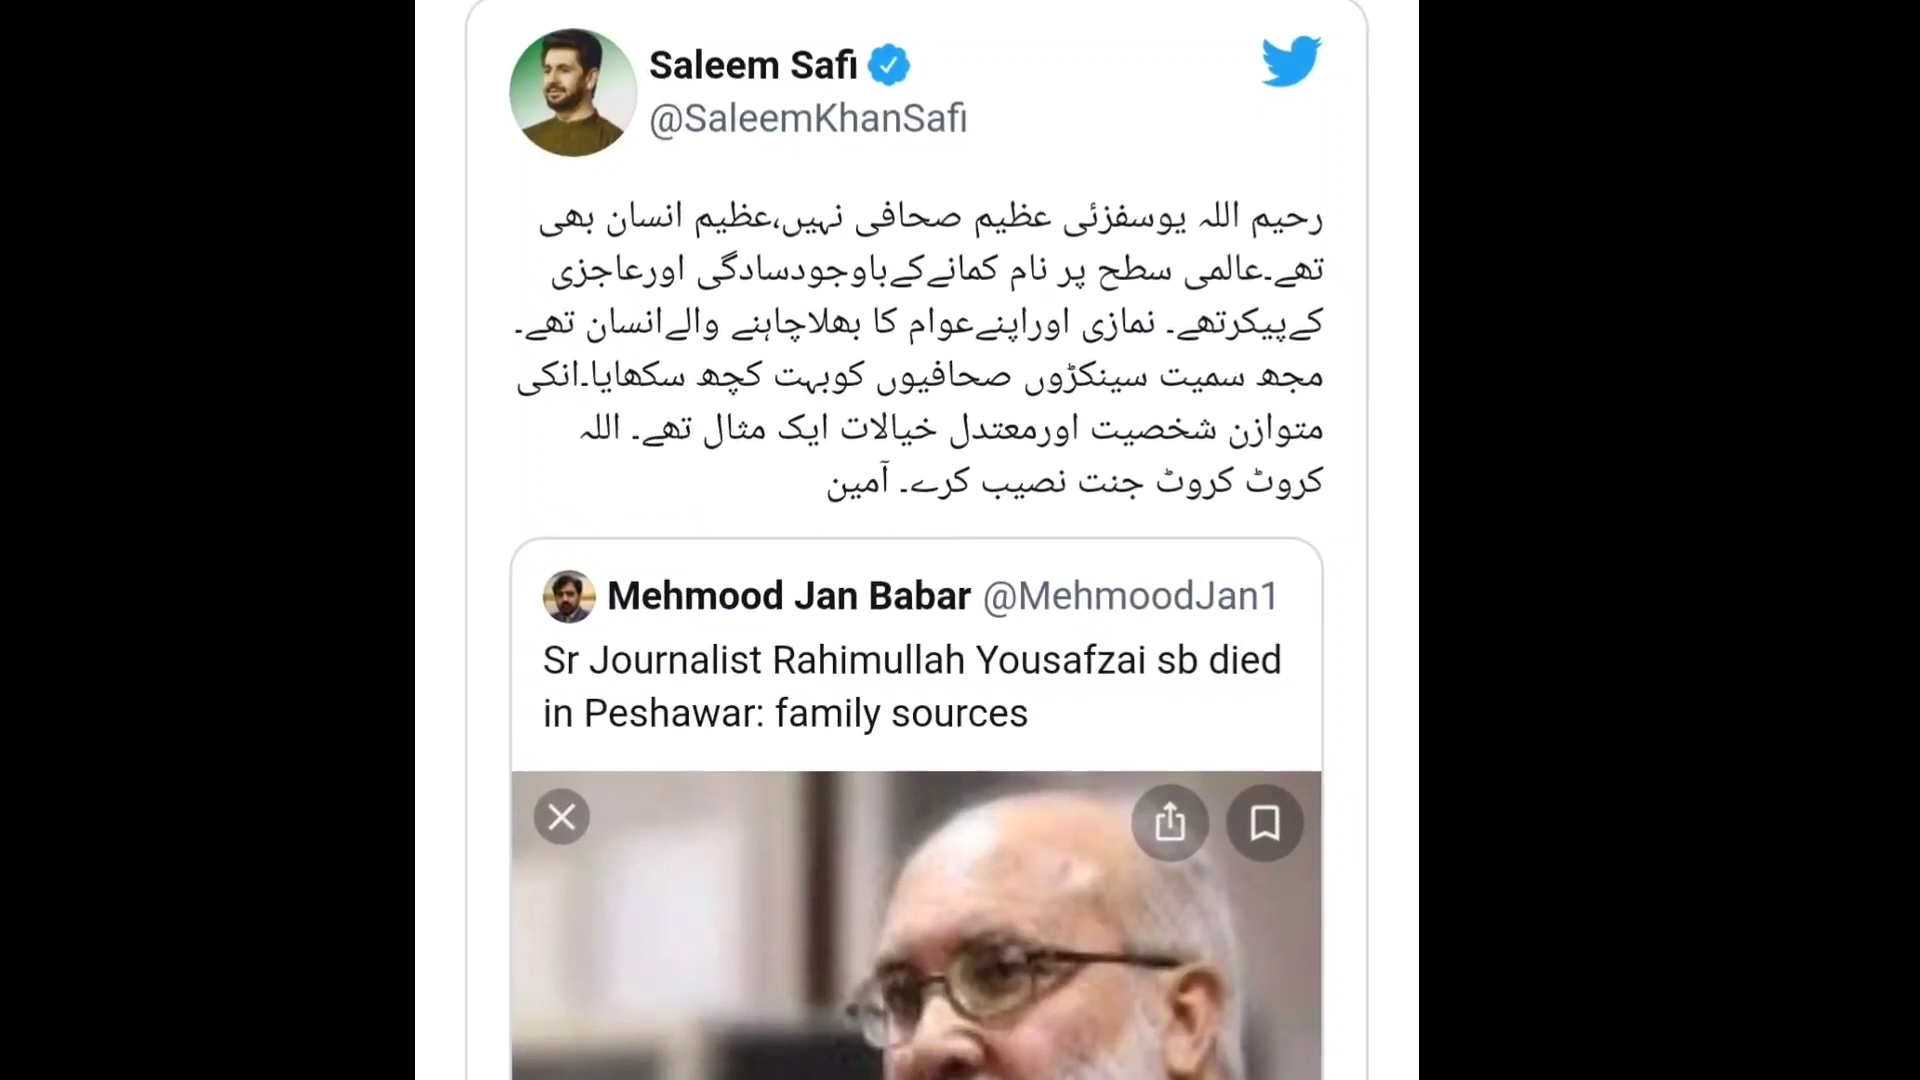 Saleem Safi
@SaleemKhanSafi
رحیم اللہ یوسفزئی عظیم صحافی نہیں،عظیم انسان بھی
تھے۔عالمی سطح پر نام کمانےکےباوجودسادگی اورعاجزی
کےپیکرتھے۔ نمازی اوراپنےعوام کا بھلاچاہنے والےانسان تھے۔
مجھ سمیت سینکڑوں صحافیوں کوبہت کچھ سکھایا۔انکی
متوازن شخصیت اورمعتدل خیالات ایک مثال تھے۔ اللہ
کروٹ کروٹ جنت نصیب کرے۔ آمین
Mehmood Jan Babar @MehmoodJan1
Sr Journalist Rahimullah Yousafzai sb died
in Peshawar: family sources